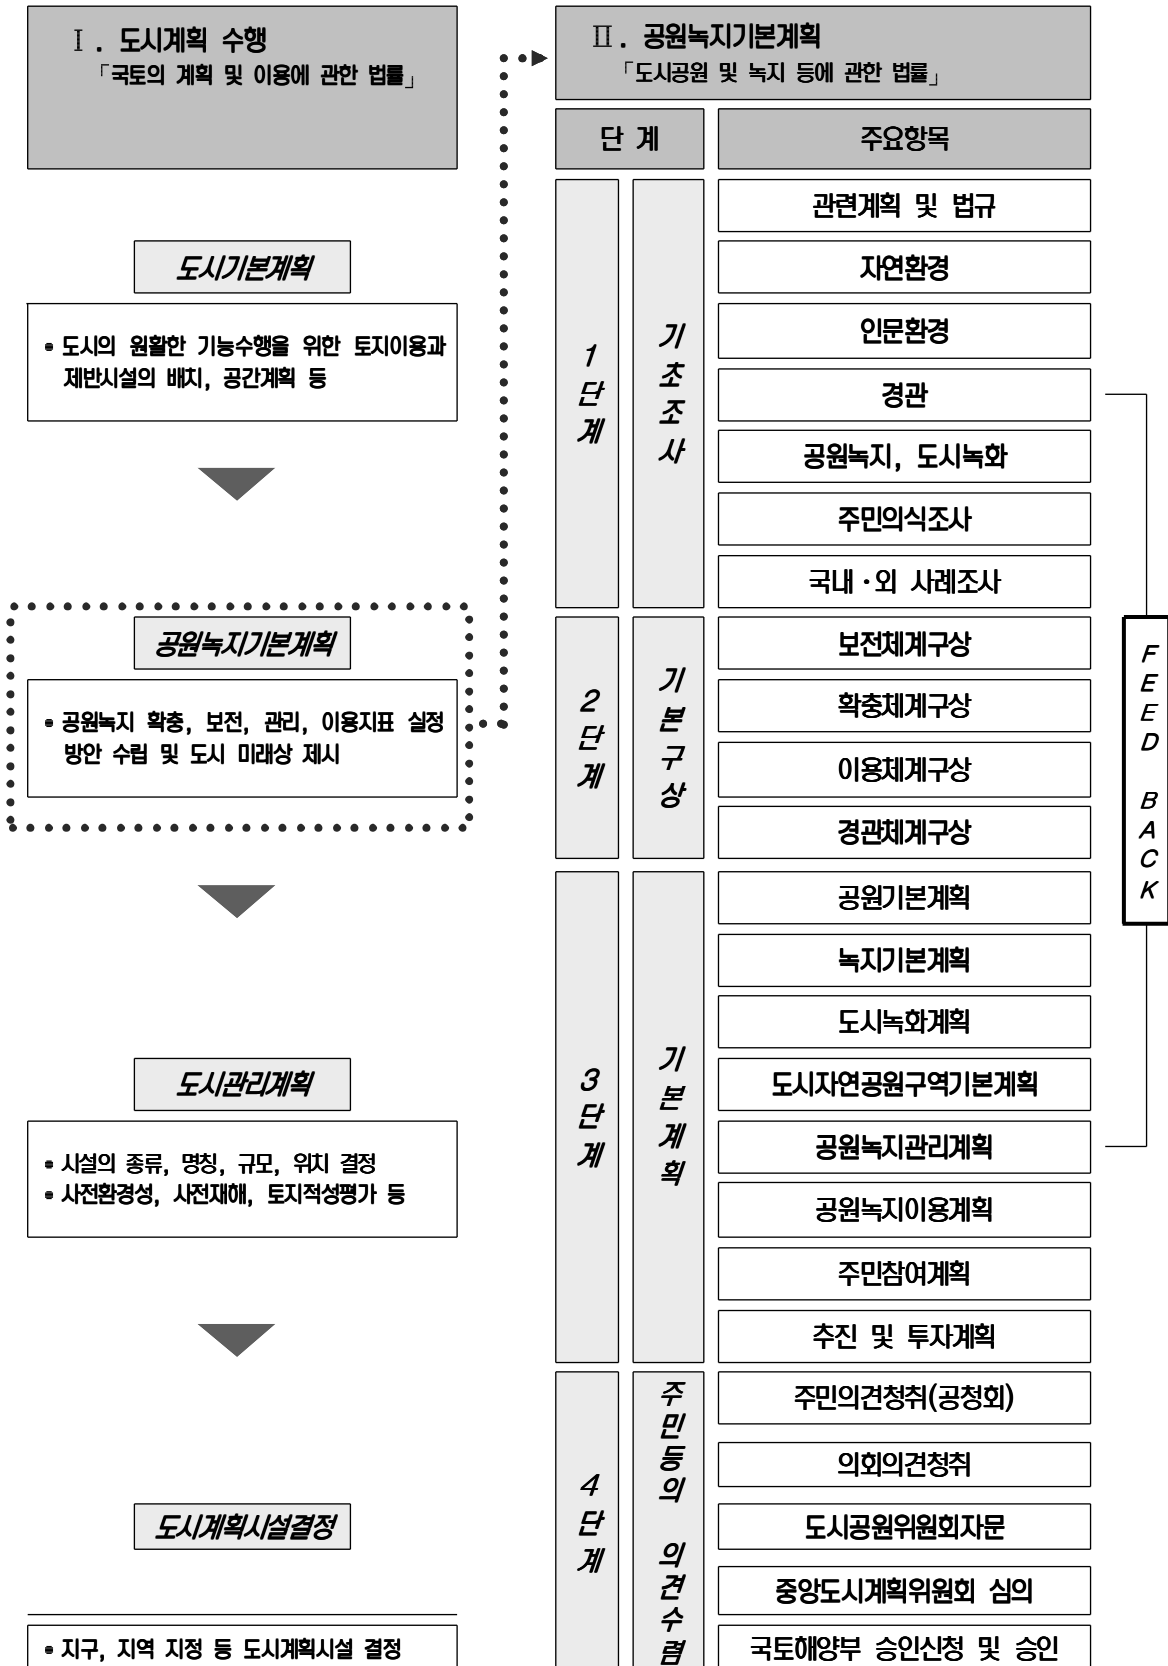 Ⅰ. 도시계획 수행
「국토의 계획 및 이용에 관한 법률」
도시기본계획
• 도시의 원활한 기능수행을 위한 토지이용과
제반시설의 배치, 공간계획 등
공원녹지기본계획
• 공원녹지 확충, 보전, 관리, 이용지표 실정
방안 수립 및 도시 미래상 제시
도시관리계획
• 시설의 종류, 명칭, 규모, 위치 결정
• 사전환경성, 사전재해, 토지적성평가 등
도시계획시설결정
• 지구, 지역 지정 등 도시계획시설 결정
Ⅱ. 공원녹지기본계획
「도시공원 및 녹지 등에 관한 법률」
단 계
주요항목
1단계
기초조사
관련계획 및 법규
자연환경
인문환경
경관
공원녹지, 도시녹화
주민의식조사
국내·외 사례조사
2단계
기본구상
보전체계구상
확충체계구상
이용체계구상
경관체계구상
3단계
기본계획
공원기본계획
녹지기본계획
도시녹화계획
도시자연공원구역기본계획
공원녹지관리계획
공원녹지이용계획
주민참여계획
추진 및 투자계획
4단계
주민등의 의견수렴
주민의견청취(공청회)
의회의견청취
도시공원위원회자문
중앙도시계획위원회 심의
국토해양부 승인신청 및 승인
FEED BACK